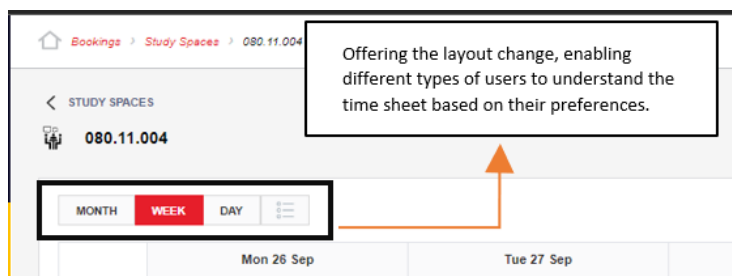 Bookings › Study Spaces › 080.11.004
Offering the layout change, enabling
different types of users to understand the
time sheet based on their preferences.
STUDY SPACES
080.11.004
MONTH WEEK DAY
Mon 26 Sep Tue 27 Sep